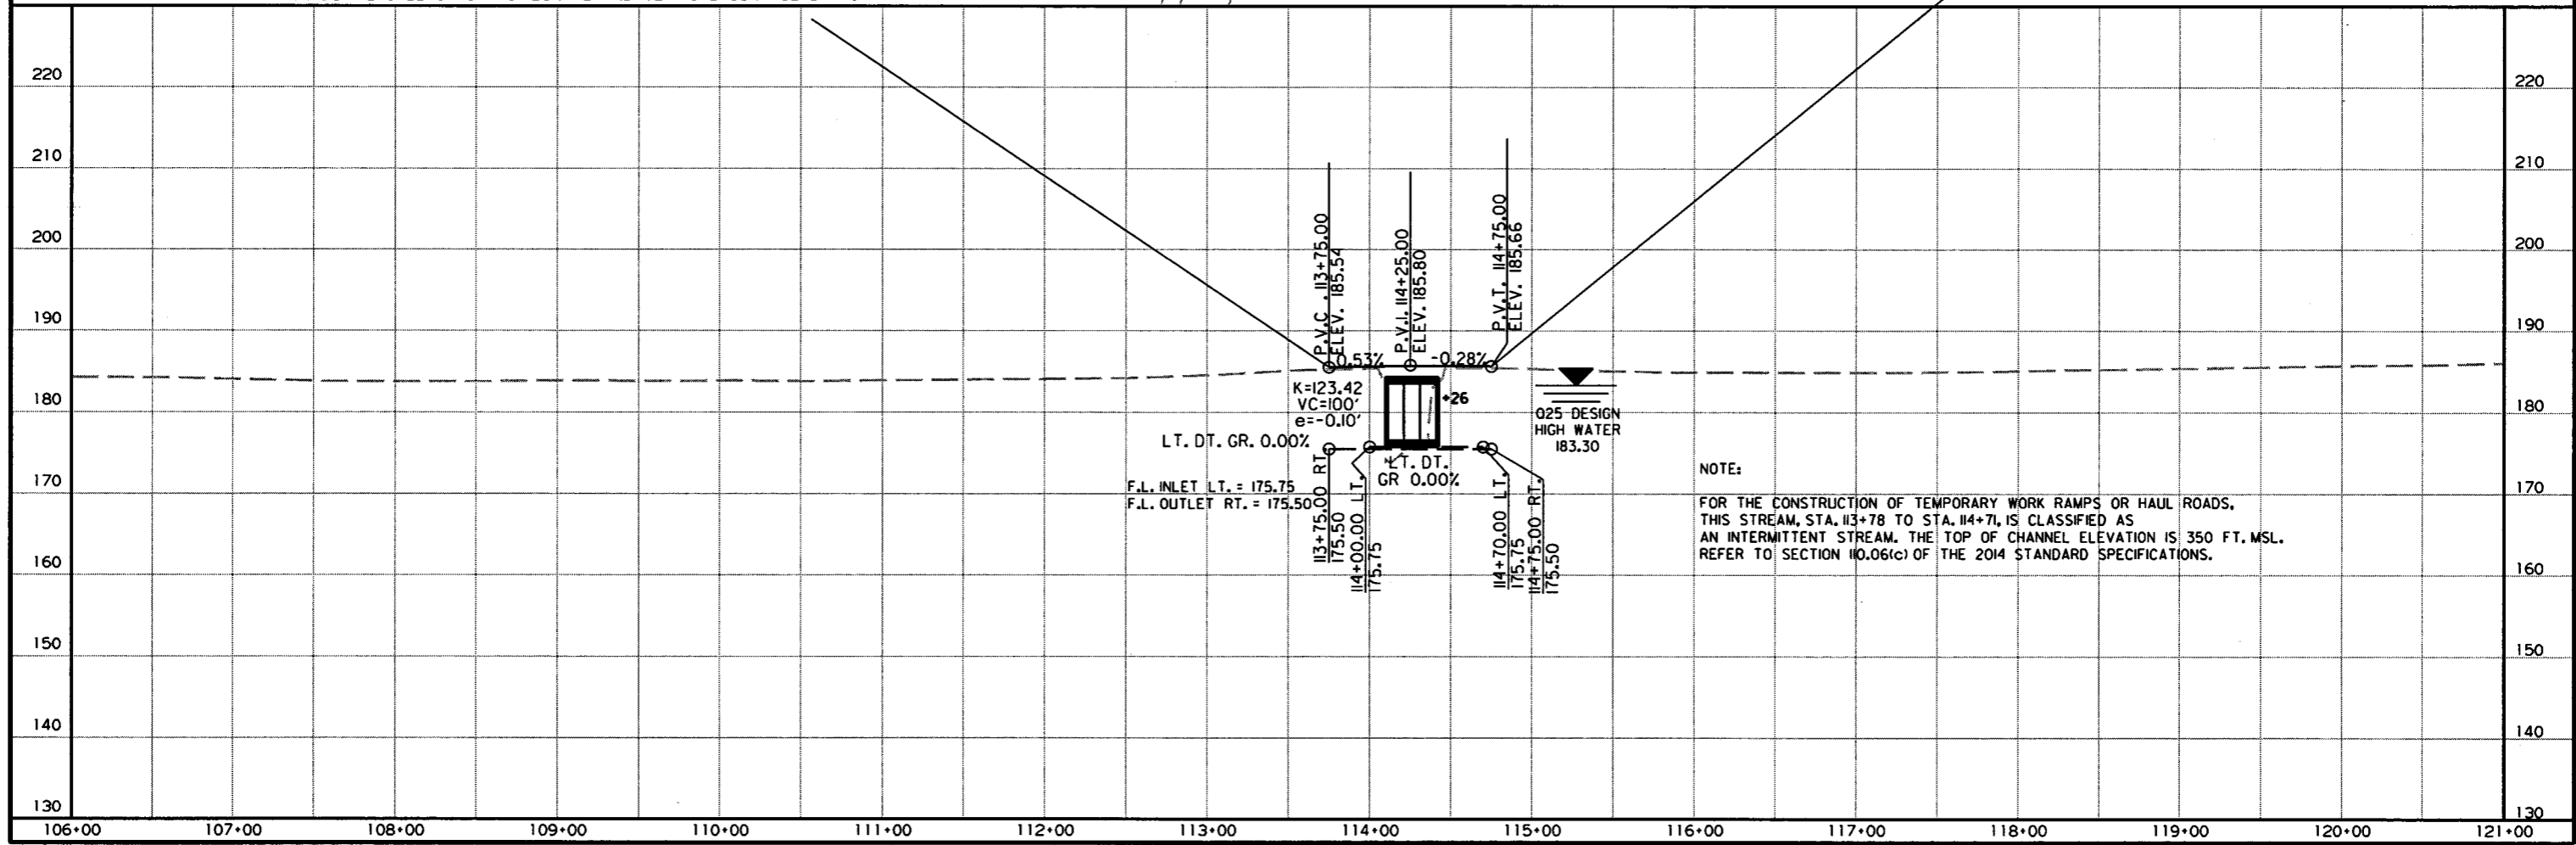 220
220
210
210
200
200
190
190
180
180
170
170
160
160
150
150
140
140
130
130
P.V.C. 113+75.00
ELEV. 185.54
P.V.I. 114+25.00
ELEV. 185.80
P.V.T. 114+75.00
ELEV. 185.66
0.53%
-0.28%
K=123.42
VC=100'
e=-0.10'
+26
Q25 DESIGN
HIGH WATER
183.30
LT. DT. GR. 0.00%
LT. DT.
GR 0.00%
F.L. INLET LT. = 175.75
F.L. OUTLET RT. = 175.50
113+75.00 RT.
175.50
114+00.00 LT.
175.75
114+70.00 LT.
175.75
114+75.00 RT.
175.50
NOTE:
FOR THE CONSTRUCTION OF TEMPORARY WORK RAMPS OR HAUL ROADS,
THIS STREAM, STA. 113+78 TO STA. 114+71, IS CLASSIFIED AS
AN INTERMITTENT STREAM. THE TOP OF CHANNEL ELEVATION IS 350 FT. MSL.
REFER TO SECTION 110.06(c) OF THE 2014 STANDARD SPECIFICATIONS.
106+00
107+00
108+00
109+00
110+00
111+00
112+00
113+00
114+00
115+00
116+00
117+00
118+00
119+00
120+00
121+00